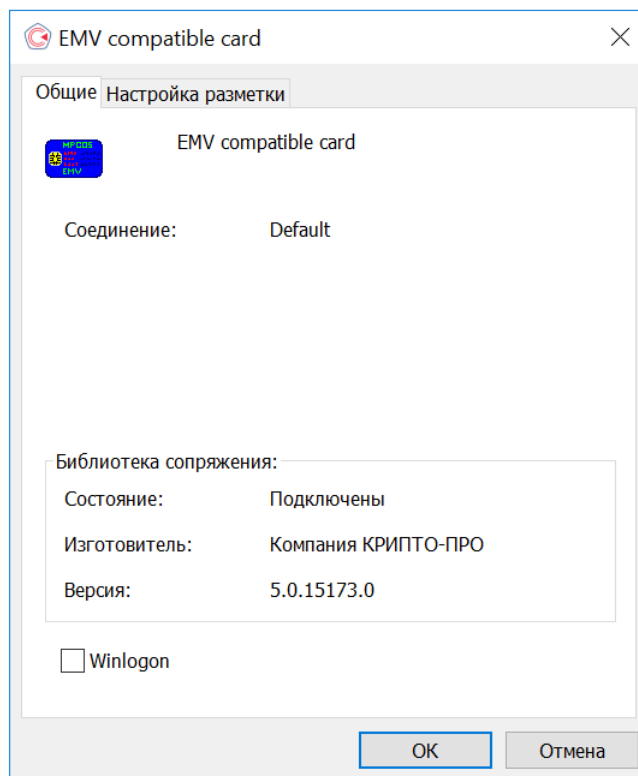 EMV compatible card
Общие Настройка разметки
MPCOS
EMV
EMV compatible card
Соединение: Default
Библиотека сопряжения:
Состояние: Подключены
Изготовитель: Компания КРИПТО-ПРО
Версия: 5.0.15173.0
Winlogon
OK Отмена